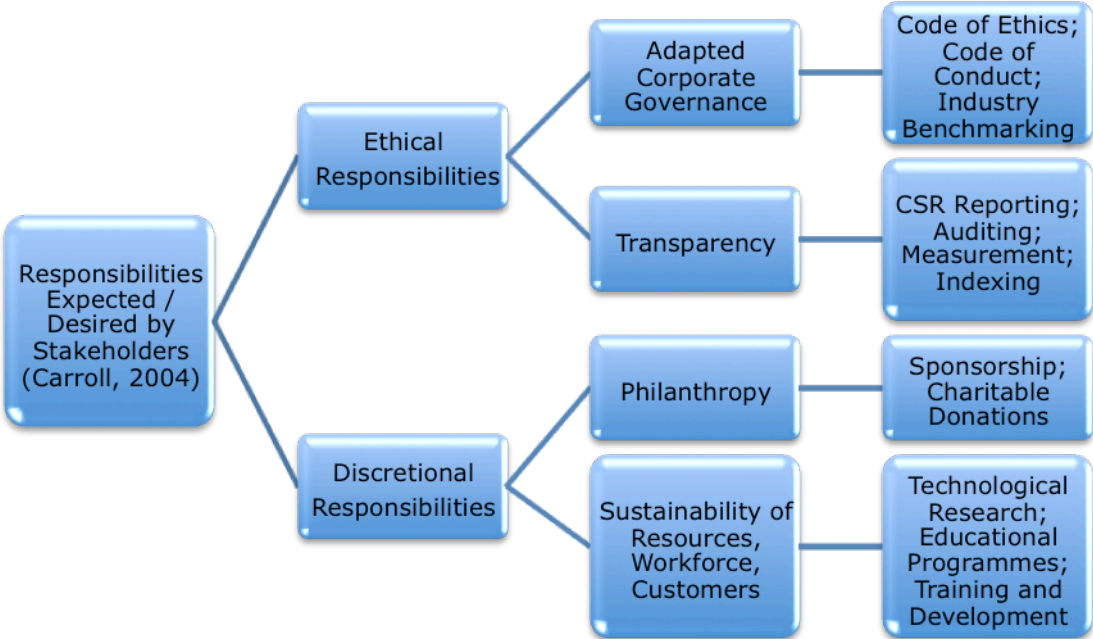 Responsibilities
Expected /
Desired by
Stakeholders
(Carroll, 2004)
Ethical
Responsibilities
Adapted
Corporate
Governance
Code of Ethics;
Code of
Conduct;
Industry
Benchmarking
Transparency
CSR Reporting;
Auditing;
Measurement;
Indexing
Discretional
Responsibilities
Philanthropy
Sponsorship;
Charitable
Donations
Sustainability of
Resources,
Workforce,
Customers
Technological
Research;
Educational
Programmes;
Training and
Development